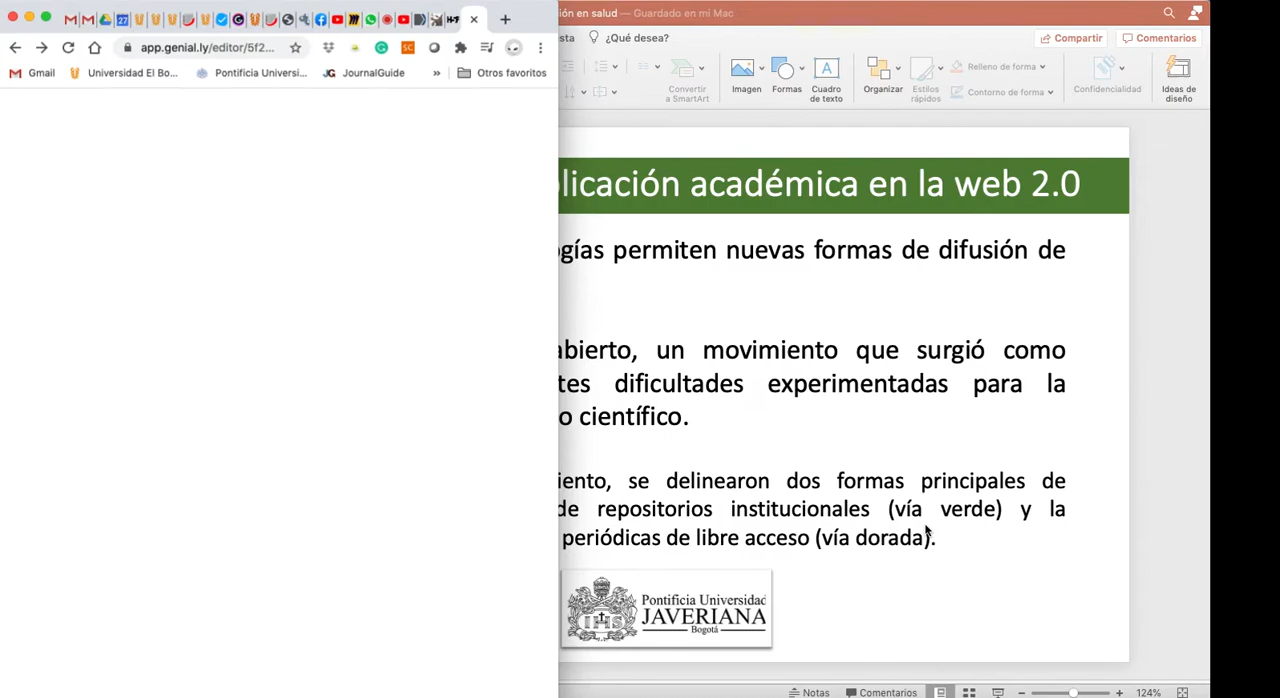 app.genial.ly/editor/5f2...
Gmail
Universidad El Bo...
Pontificia Universi...
JournalGuide
»
Otros favoritos
ión en salud — Guardado en mi Mac
sta
¿Qué desea?
Compartir
Comentarios
Convertir
a SmartArt
Imagen
Formas
Cuadro
de texto
Organizar
Estilos
rápidos
Relleno de forma
Contorno de forma
Confidencialidad
Ideas de
diseño
licación académica en la web 2.0
ogías permiten nuevas formas de difusión de
abierto, un movimiento que surgió como
tes dificultades experimentadas para la
o científico.
iento, se delinearon dos formas principales de
de repositorios institucionales (vía verde) y la
periódicas de libre acceso (vía dorada).
IHS
Pontificia Universidad
JAVERIANA
Bogotá
Notas
Comentarios
124%